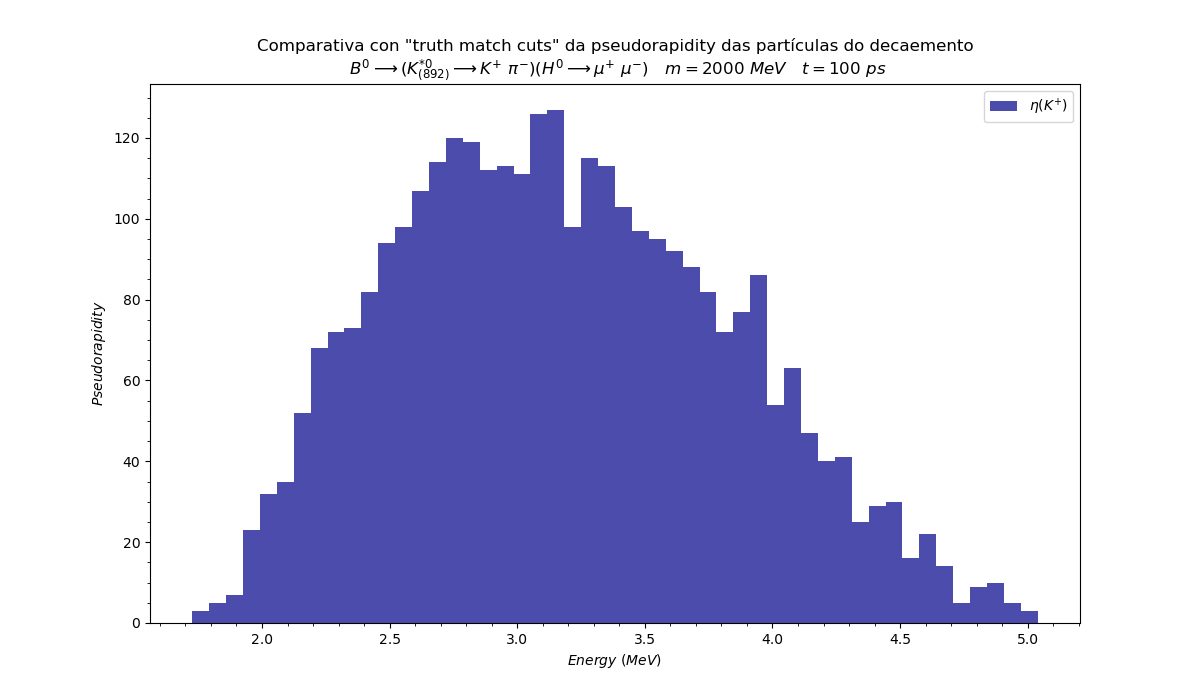 Comparativa con "truth match cuts" da pseudorapidity das partículas do decaemento
B⁰ ⟶ (K*⁰₍₈₉₂₎ ⟶ K⁺ π⁻)(H⁰ ⟶ μ⁺ μ⁻) m = 2000 MeV t = 100 ps
η(K⁺)
120
100
80
60
40
20
0
Pseudorapidity
2.0 2.5 3.0 3.5 4.0 4.5 5.0
Energy (MeV)